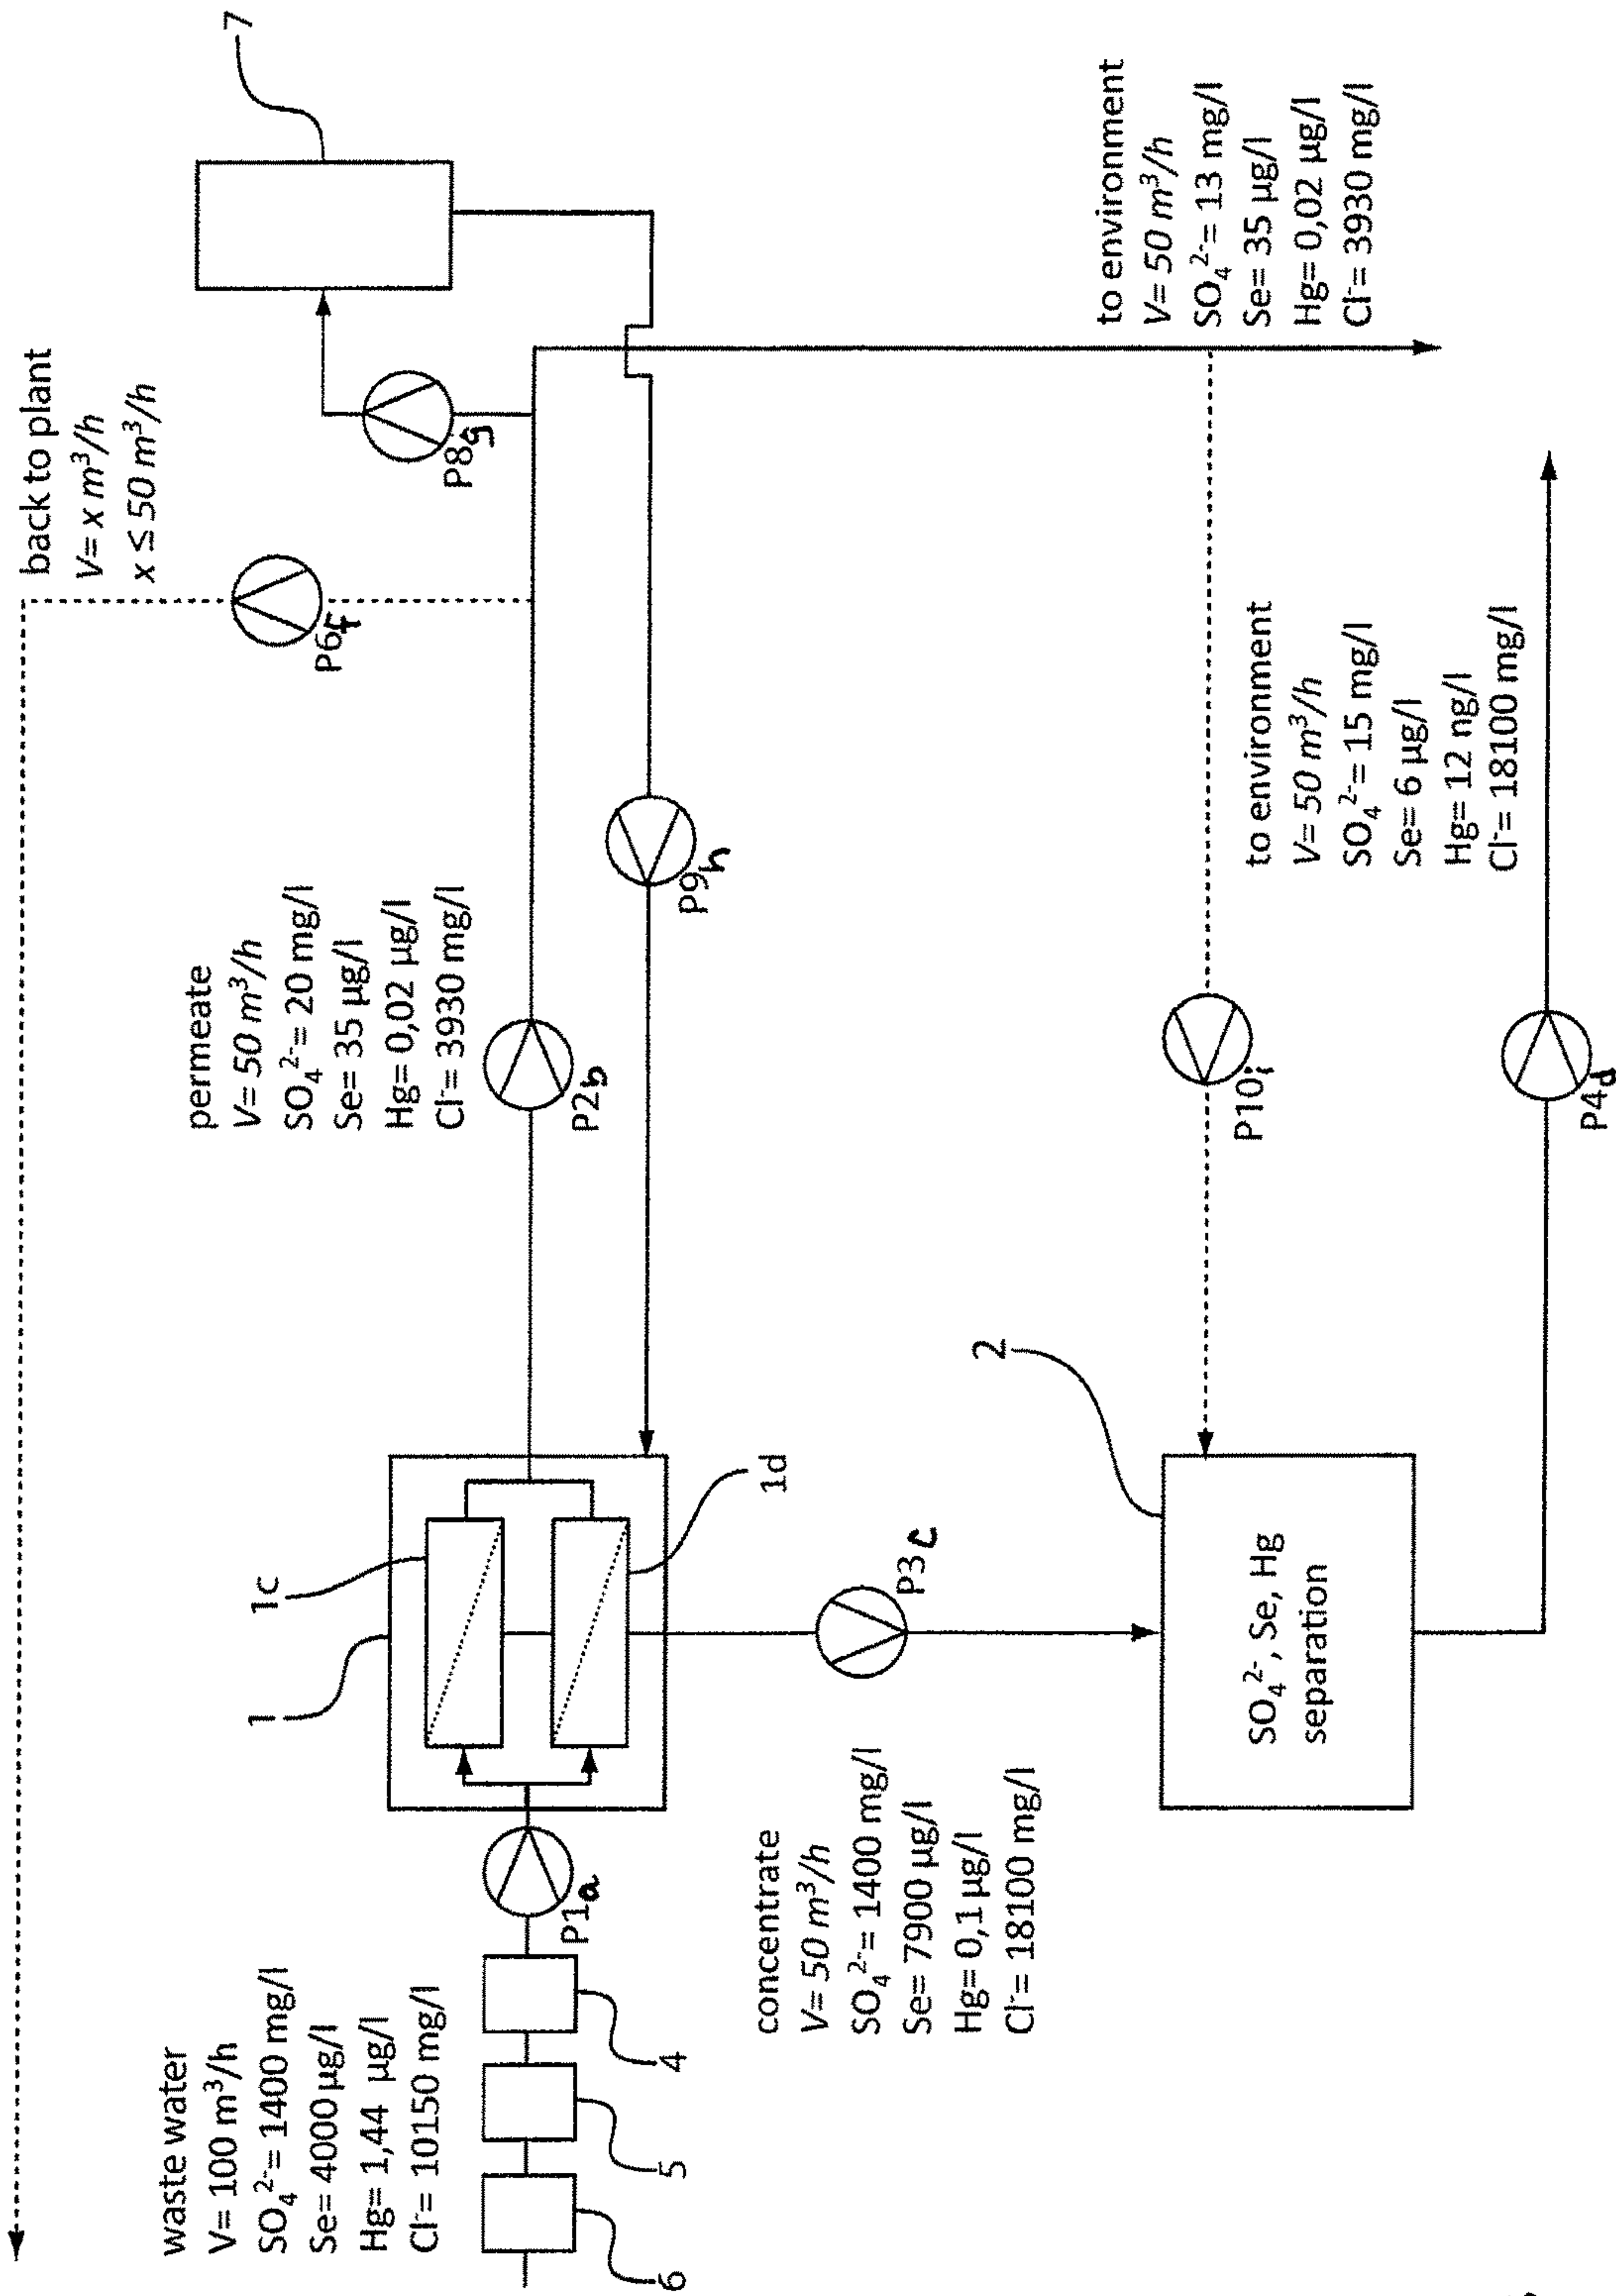 back to plant
V= x m³/h
x ≤ 50 m³/h
7
P6f
P8g
permeate
V= 50 m³/h
SO₄²⁻= 20 mg/l
Se= 35 µg/l
Hg= 0,02 µg/l
Cl⁻= 3930 mg/l
P2b
P9h
waste water
V= 100 m³/h
SO₄²⁻= 1400 mg/l
Se= 4000 µg/l
Hg= 1,44 µg/l
Cl⁻= 10150 mg/l
6
5
4
P1a
1
1c
1d
P3c
concentrate
V= 50 m³/h
SO₄²⁻= 1400 mg/l
Se= 7900 µg/l
Hg= 0,1 µg/l
Cl⁻= 18100 mg/l
2
SO₄²⁻, Se, Hg
separation
P10i
to environment
V= 50 m³/h
SO₄²⁻= 13 mg/l
Se= 35 µg/l
Hg= 0,02 µg/l
Cl⁻= 3930 mg/l
to environment
V= 50 m³/h
SO₄²⁻= 15 mg/l
Se= 6 µg/l
Hg= 12 ng/l
Cl⁻= 18100 mg/l
P4d